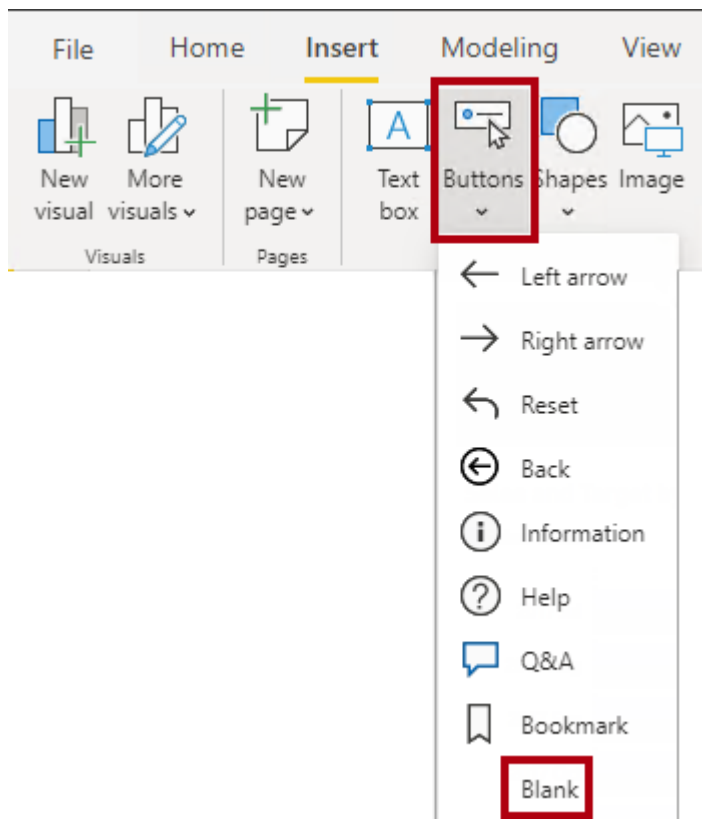 File Home Insert Modeling View
New More New Text Buttons Shapes Image
visual visuals page box
Visuals Pages
Left arrow
Right arrow
Reset
Back
Information
Help
Q&A
Bookmark
Blank